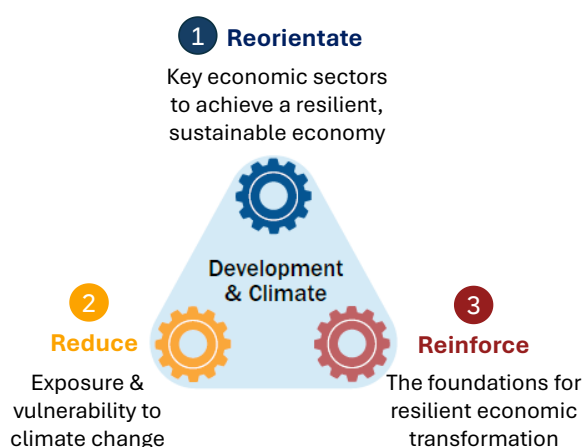 1 Reorientate
Key economic sectors
to achieve a resilient,
sustainable economy
Development
& Climate
2
Reduce
Exposure &
vulnerability to
climate change
3
Reinforce
The foundations for
resilient economic
transformation